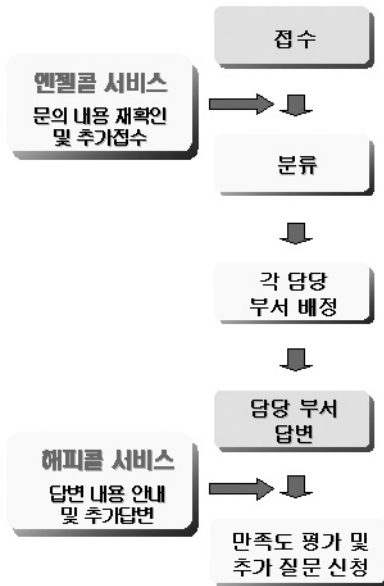 접수
엔젤콜 서비스
문의 내용 재확인
및 추가접수
분류
각 담당
부서 배정
담당 부서
답변
해피콜 서비스
답변 내용 안내
및 추가답변
만족도 평가 및
추가 질문 신청